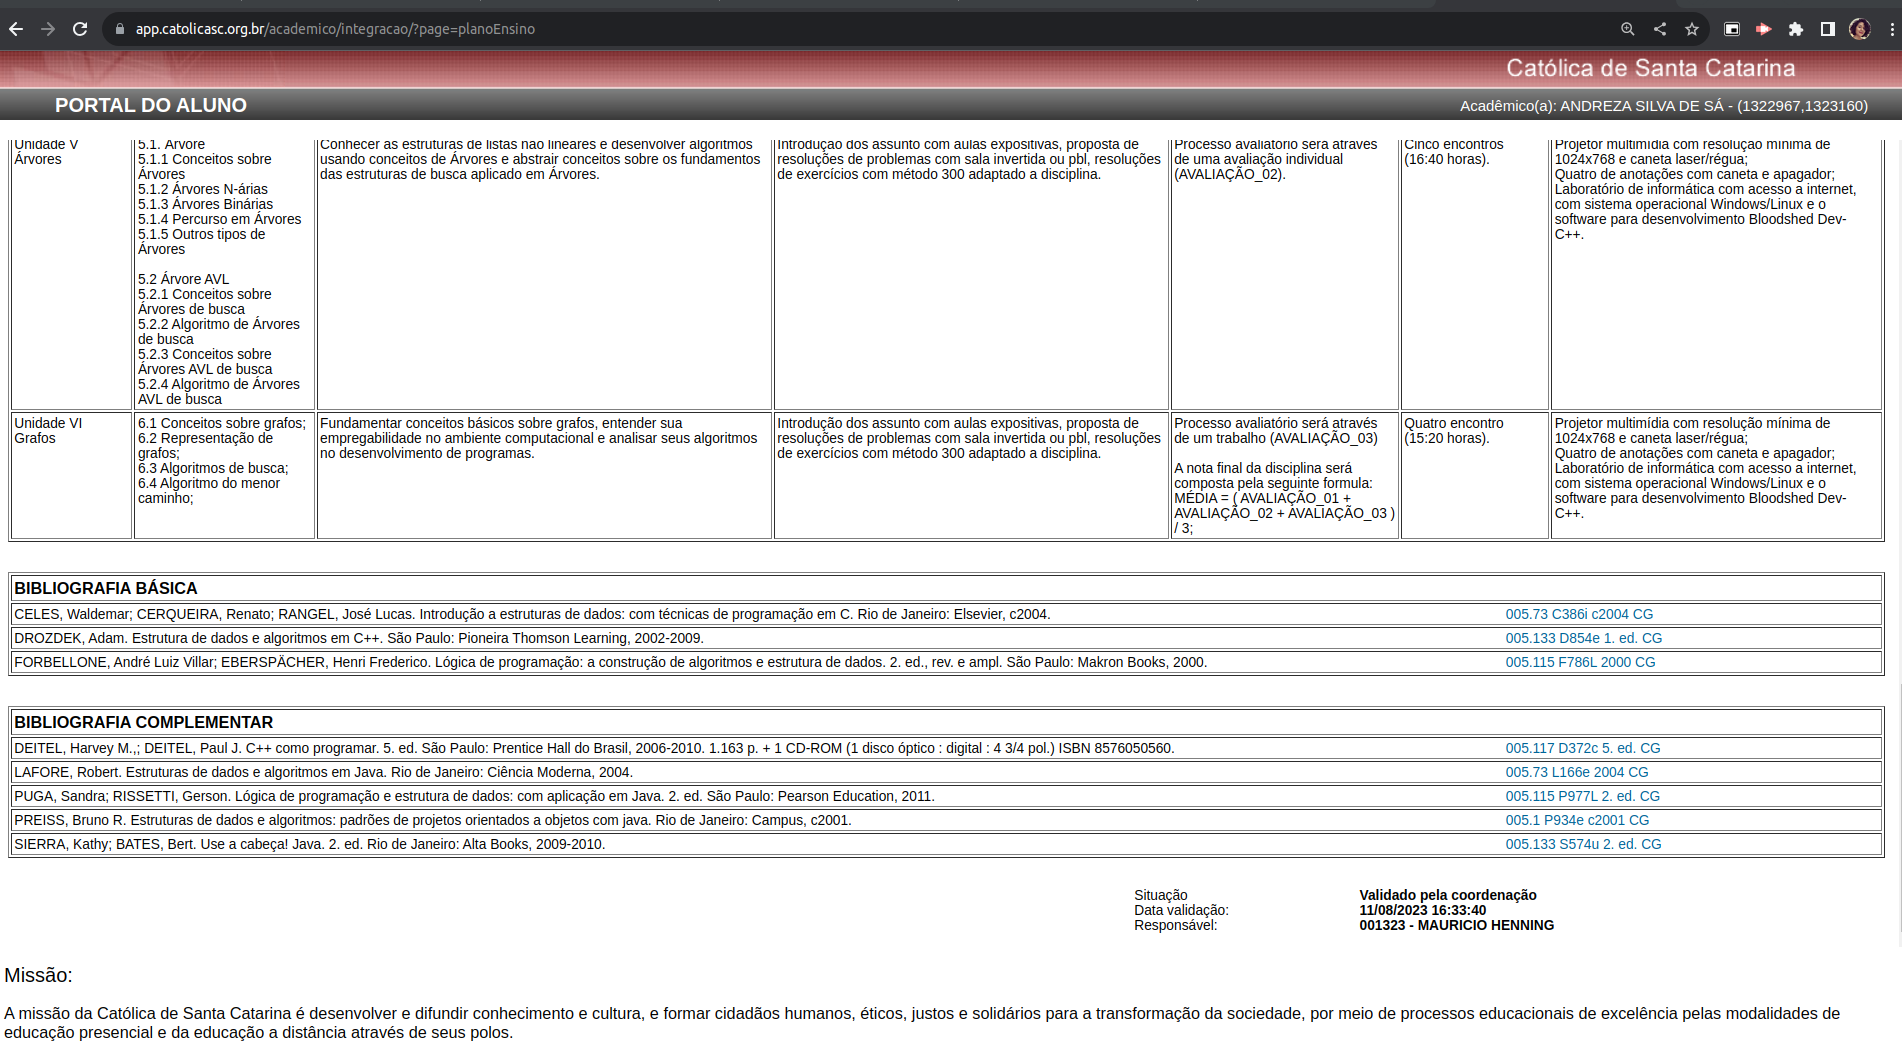 app.catolicasc.org.br/academico/integracao/?page=planoEnsino
Católica de Santa Catarina
PORTAL DO ALUNO
Acadêmico(a): ANDREZA SILVA DE SÁ - (1322967,1323160)
Unidade V
Árvores
5.1. Árvore
5.1.1 Conceitos sobre
Árvores
5.1.2 Árvores N-árias
5.1.3 Árvores Binárias
5.1.4 Percurso em Árvores
5.1.5 Outros tipos de
Árvores
5.2 Árvore AVL
5.2.1 Conceitos sobre
Árvores de busca
5.2.2 Algoritmo de Árvores
de busca
5.2.3 Conceitos sobre
Árvores AVL de busca
5.2.4 Algoritmo de Árvores
AVL de busca
Conhecer as estruturas de listas não lineares e desenvolver algoritmos
usando conceitos de Árvores e abstrair conceitos sobre os fundamentos
das estruturas de busca aplicado em Árvores.
Introdução dos assunto com aulas expositivas, proposta de
resoluções de problemas com sala invertida ou pbl, resoluções
de exercícios com método 300 adaptado a disciplina.
Processo avaliatório será através
de uma avaliação individual
(AVALIAÇÃO_02).
Cinco encontros
(16:40 horas).
Projetor multimídia com resolução mínima de
1024x768 e caneta laser/régua;
Quatro de anotações com caneta e apagador;
Laboratório de informática com acesso a internet,
com sistema operacional Windows/Linux e o
software para desenvolvimento Bloodshed Dev-
C++.
Unidade VI
Grafos
6.1 Conceitos sobre grafos;
6.2 Representação de
grafos;
6.3 Algoritmos de busca;
6.4 Algoritmo do menor
caminho;
Fundamentar conceitos básicos sobre grafos, entender sua
empregabilidade no ambiente computacional e analisar seus algoritmos
no desenvolvimento de programas.
Introdução dos assunto com aulas expositivas, proposta de
resoluções de problemas com sala invertida ou pbl, resoluções
de exercícios com método 300 adaptado a disciplina.
Processo avaliatório será através
de um trabalho (AVALIAÇÃO_03)
A nota final da disciplina será
composta pela seguinte formula:
MÉDIA = ( AVALIAÇÃO_01 +
AVALIAÇÃO_02 + AVALIAÇÃO_03 )
/ 3;
Quatro encontro
(15:20 horas).
Projetor multimídia com resolução mínima de
1024x768 e caneta laser/régua;
Quatro de anotações com caneta e apagador;
Laboratório de informática com acesso a internet,
com sistema operacional Windows/Linux e o
software para desenvolvimento Bloodshed Dev-
C++.
BIBLIOGRAFIA BÁSICA
CELES, Waldemar; CERQUEIRA, Renato; RANGEL, José Lucas. Introdução a estruturas de dados: com técnicas de programação em C. Rio de Janeiro: Elsevier, c2004. 005.73 C386i c2004 CG
DROZDEK, Adam. Estrutura de dados e algoritmos em C++. São Paulo: Pioneira Thomson Learning, 2002-2009. 005.133 D854e 1. ed. CG
FORBELLONE, André Luiz Villar; EBERSPÄCHER, Henri Frederico. Lógica de programação: a construção de algoritmos e estrutura de dados. 2. ed., rev. e ampl. São Paulo: Makron Books, 2000. 005.115 F786L 2000 CG
BIBLIOGRAFIA COMPLEMENTAR
DEITEL, Harvey M.,; DEITEL, Paul J. C++ como programar. 5. ed. São Paulo: Prentice Hall do Brasil, 2006-2010. 1.163 p. + 1 CD-ROM (1 disco óptico : digital : 4 3/4 pol.) ISBN 8576050560. 005.117 D372c 5. ed. CG
LAFORE, Robert. Estruturas de dados e algoritmos em Java. Rio de Janeiro: Ciência Moderna, 2004. 005.73 L166e 2004 CG
PUGA, Sandra; RISSETTI, Gerson. Lógica de programação e estrutura de dados: com aplicação em Java. 2. ed. São Paulo: Pearson Education, 2011. 005.115 P977L 2. ed. CG
PREISS, Bruno R. Estruturas de dados e algoritmos: padrões de projetos orientados a objetos com java. Rio de Janeiro: Campus, c2001. 005.1 P934e c2001 CG
SIERRA, Kathy; BATES, Bert. Use a cabeça! Java. 2. ed. Rio de Janeiro: Alta Books, 2009-2010. 005.133 S574u 2. ed. CG
Situação Validado pela coordenação
Data validação: 11/08/2023 16:33:40
Responsável: 001323 - MAURICIO HENNING
Missão:
A missão da Católica de Santa Catarina é desenvolver e difundir conhecimento e cultura, e formar cidadãos humanos, éticos, justos e solidários para a transformação da sociedade, por meio de processos educacionais de excelência pelas modalidades de
educação presencial e da educação a distância através de seus polos.